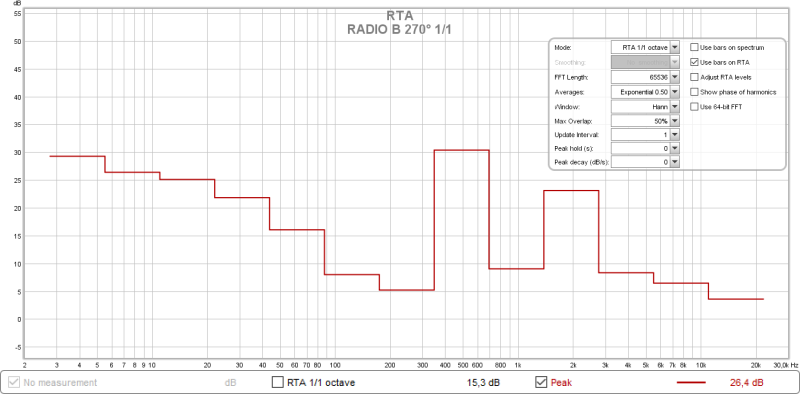 dB
RTA
RADIO B 270° 1/1
55
50
45
40
35
30
25
20
15
10
5
0
-5
Mode: RTA 1/1 octave Use bars on spectrum
Smoothing: Use bars on RTA
FFT Length: 65536 Adjust RTA levels
Averages: Exponential 0,50 Show phase of harmonics
Window: Hann Use 64-bit FFT
Max Overlap: 50%
Update Interval: 1
Peak hold (s): 0
Peak decay (dB/s): 0
2 3 4 5 6 7 8 9 10 20 30 40 50 60 70 80 100 200 300 400 500 600 800 1k 2k 3k 4k 5k 6k 7k 8k 10k 20k 30,0k Hz
No measurement dB RTA 1/1 octave 15,3 dB Peak 26,4 dB